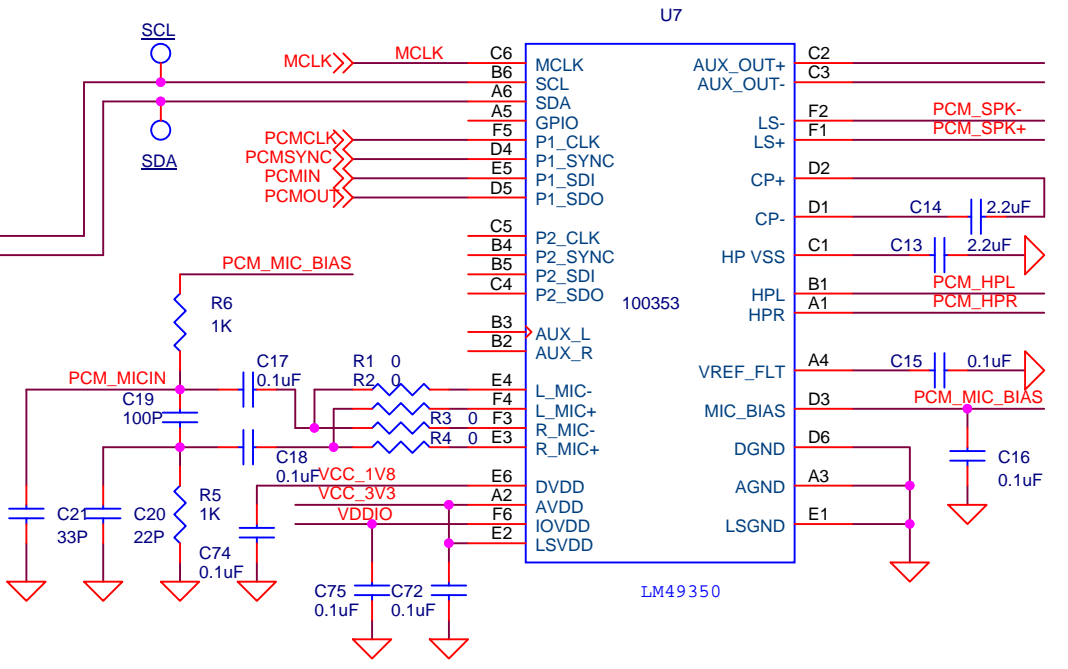 U7
SCL
MCLK MCLK C6 MCLK AUX_OUT+ C2
B6 SCL AUX_OUT- C3
A6 SDA
A5 GPIO LS- F2 PCM_SPK-
PCMCLK F5 P1_CLK LS+ F1 PCM_SPK+
SDA
PCMSYNC D4 P1_SYNC
PCMIN E5 P1_SDI CP+ D2
PCMOUT D5 P1_SDO
CP- D1 C14 2.2uF
C5 P2_CLK
B4 P2_SYNC HP VSS C1 C13 2.2uF
PCM_MIC_BIAS B5 P2_SDI
C4 P2_SDO HPL B1 PCM_HPL
R6
1K
100353
HPR A1 PCM_HPR
B3 AUX_L
B2 AUX_R
C17
0.1uF
R1 0
R2 0
VREF_FLT A4 C15 0.1uF
PCM_MICIN
E4 L_MIC-
C19
100P
F4 L_MIC+ MIC_BIAS D3 PCM_MIC_BIAS
R3 0 F3 R_MIC-
R4 0 E3 R_MIC+ DGND D6
C18
0.1uF
C16
0.1uF
VCC_1V8 E6 DVDD AGND A3
VCC_3V3 A2 AVDD
R5
1K
C21
33P
C20
22P
VDDIO F6 IOVDD LSGND E1
E2 LSVDD
C74
0.1uF
C75
0.1uF
C72
0.1uF
LM49350